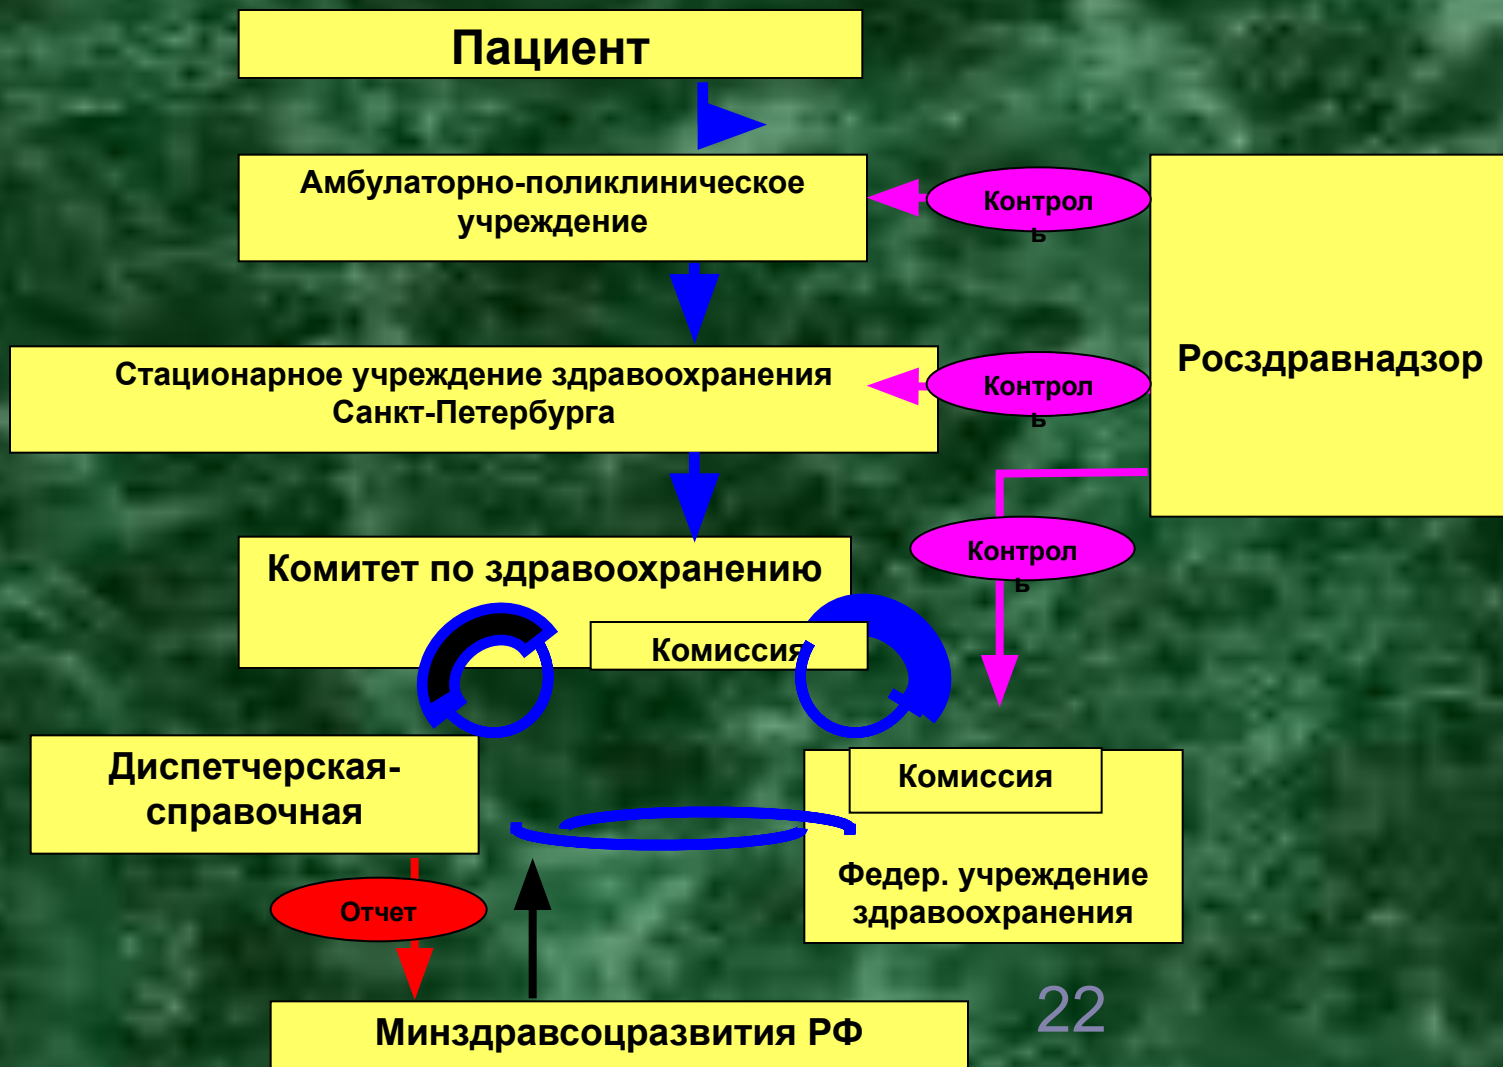 Пациент
Амбулаторно-поликлиническое
учреждение
Контрол
ь
Росздравнадзор
Стационарное учреждение здравоохранения
Санкт-Петербурга
Контрол
ь
Комитет по здравоохранению
Контрол
ь
Комиссия
Диспетчерская-
справочная
Комиссия
Федер. учреждение
здравоохранения
Отчет
Минздравсоцразвития РФ
22